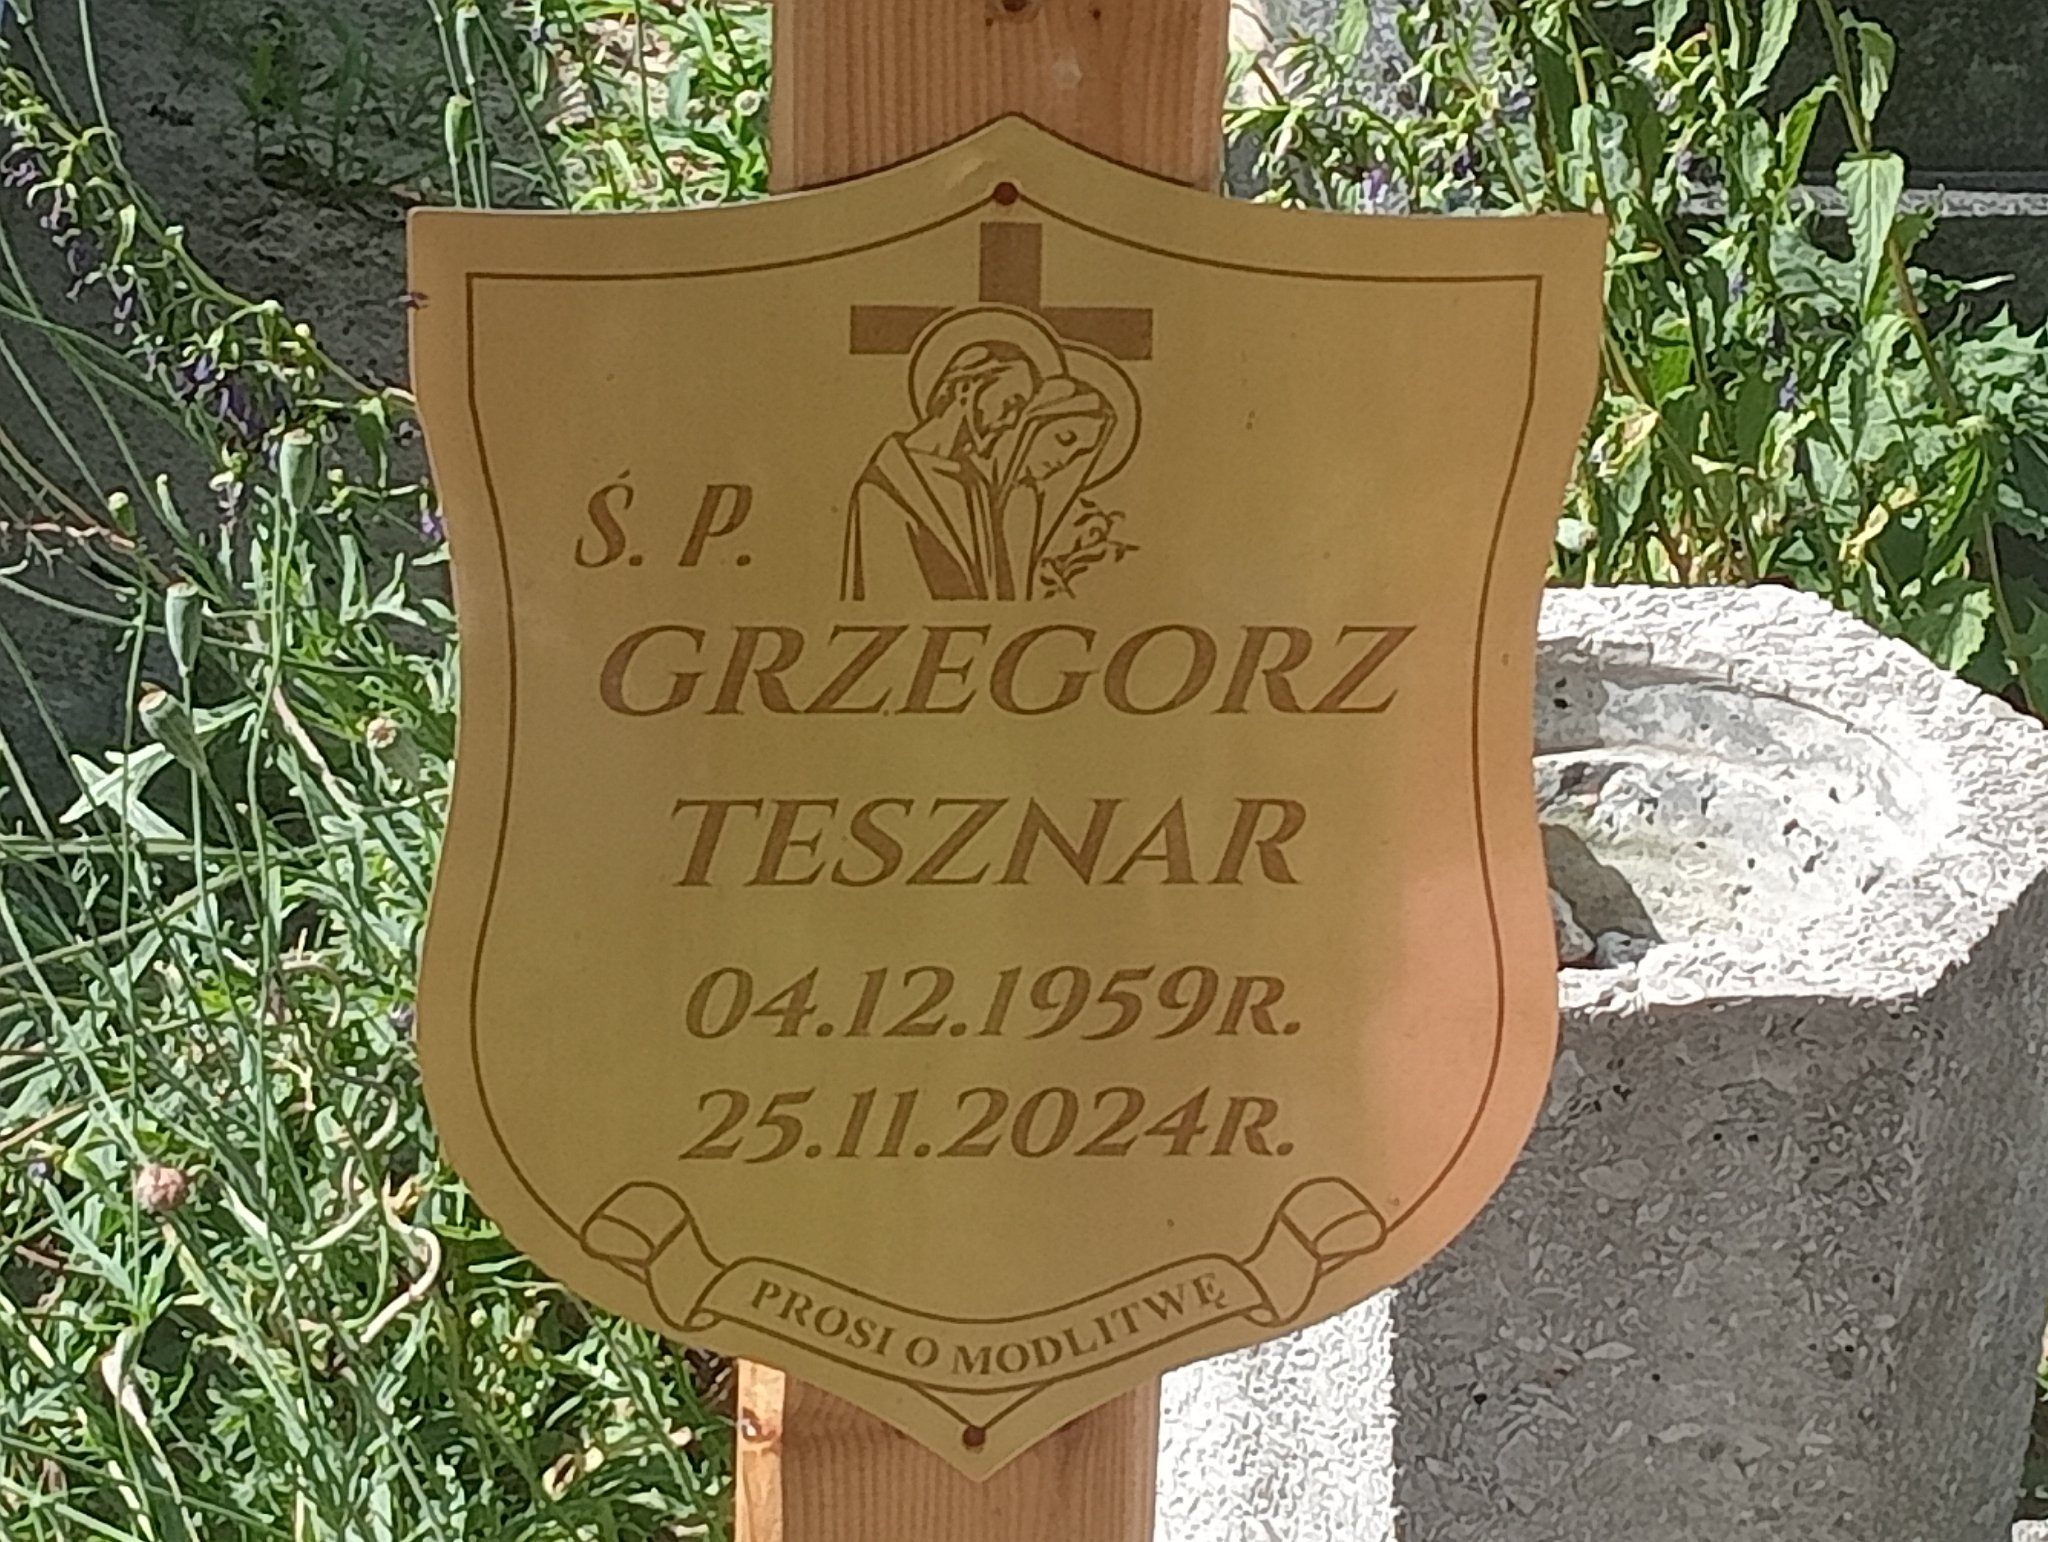 Ś. P.
GRZEGORZ
TESZNAR
04.12.1959R.
25.11.2024R.
PROSI O MODLITWĘ